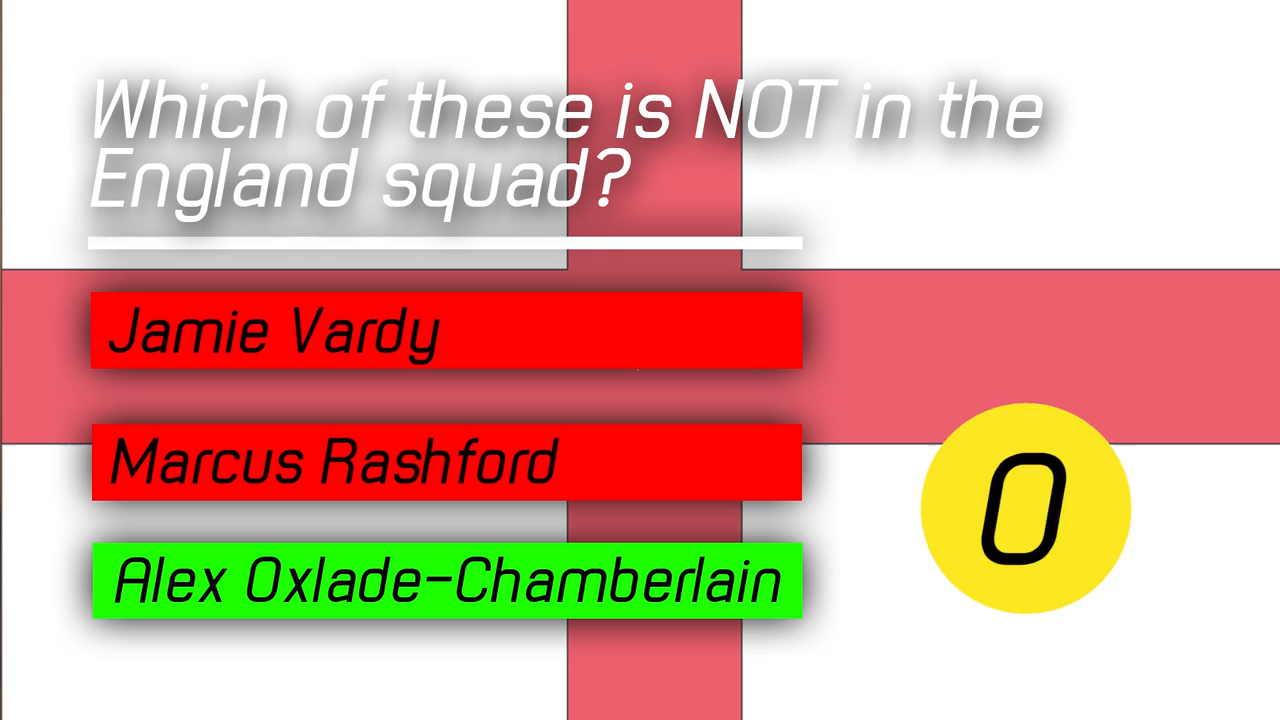 Which of these is NOT in the
England squad?
Jamie Vardy
Marcus Rashford
Alex Oxlade-Chamberlain
0